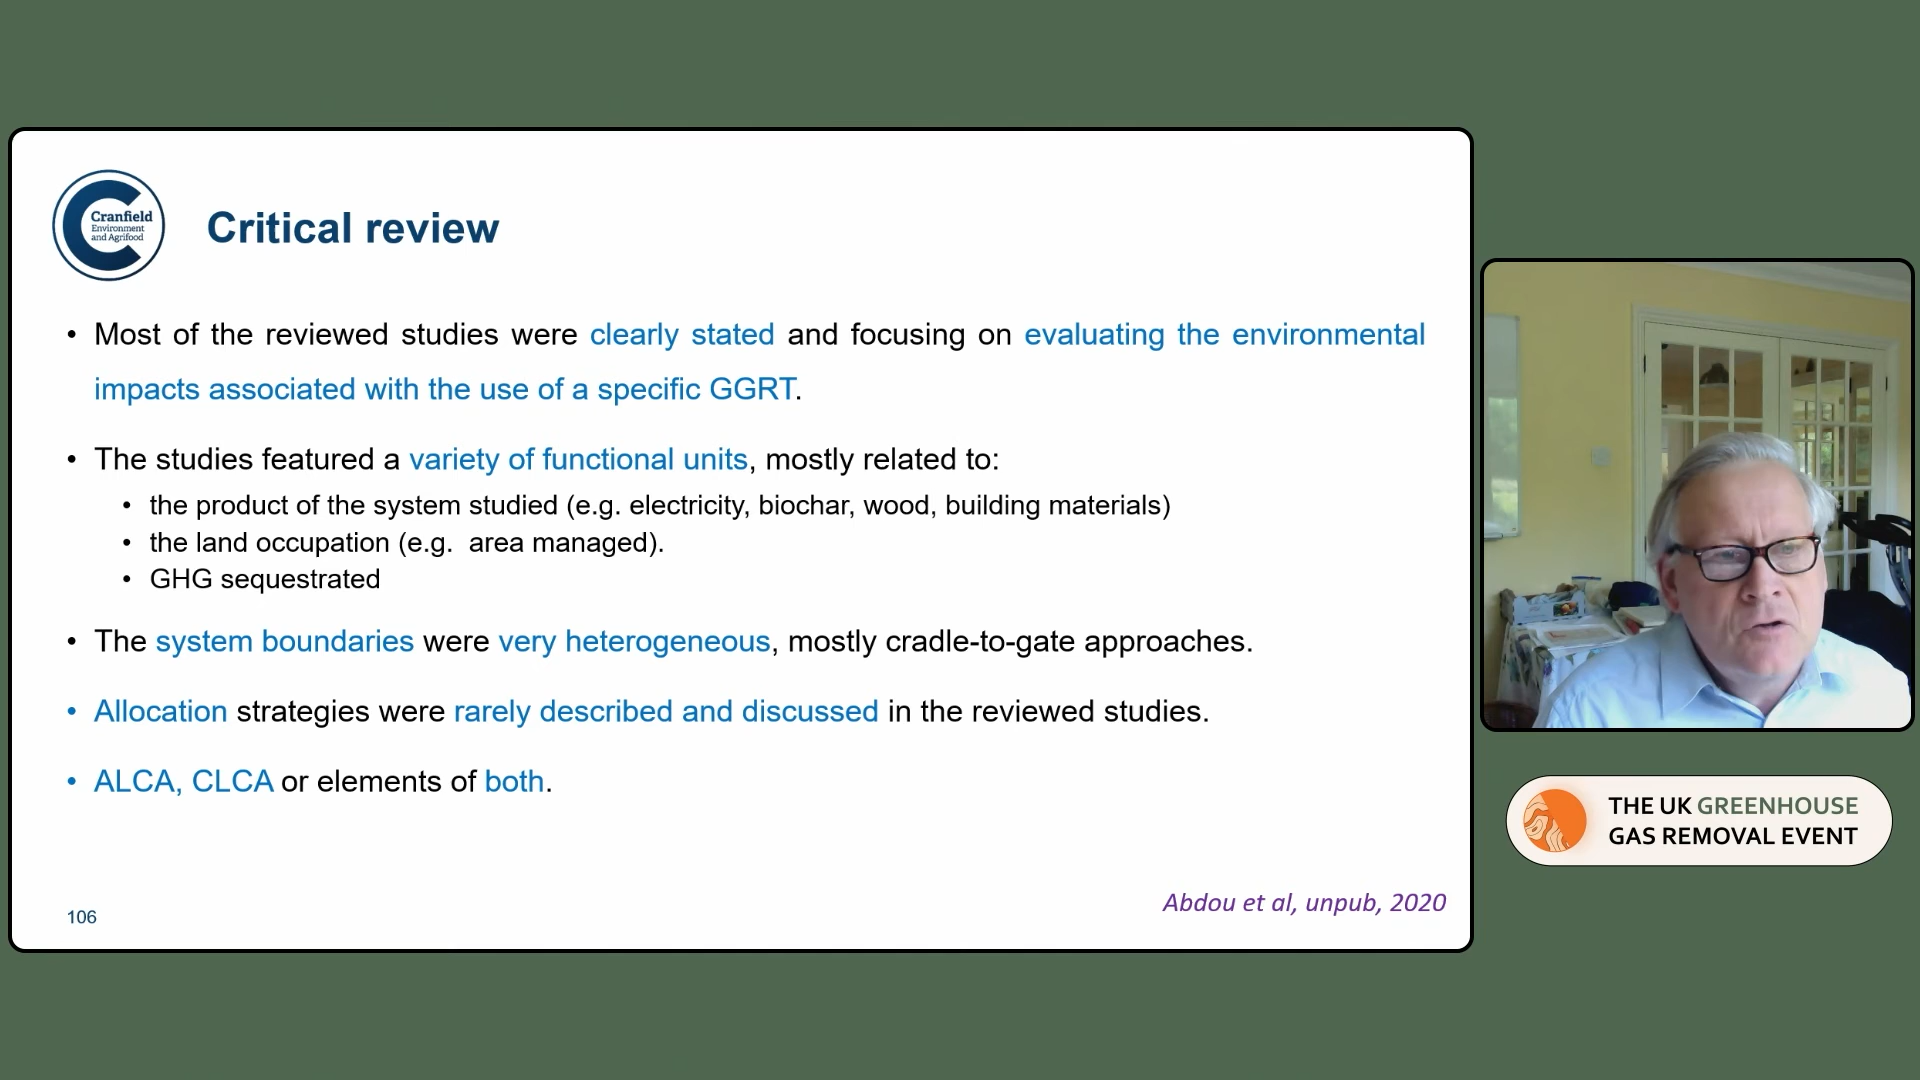 Cranfield
Environment
and Agrifood
Critical review
• Most of the reviewed studies were clearly stated and focusing on evaluating the environmental
impacts associated with the use of a specific GGRT.
• The studies featured a variety of functional units, mostly related to:
• the product of the system studied (e.g. electricity, biochar, wood, building materials)
• the land occupation (e.g. area managed).
• GHG sequestrated
• The system boundaries were very heterogeneous, mostly cradle-to-gate approaches.
• Allocation strategies were rarely described and discussed in the reviewed studies.
• ALCA, CLCA or elements of both.
Abdou et al, unpub, 2020
106
THE UK GREENHOUSE
GAS REMOVAL EVENT